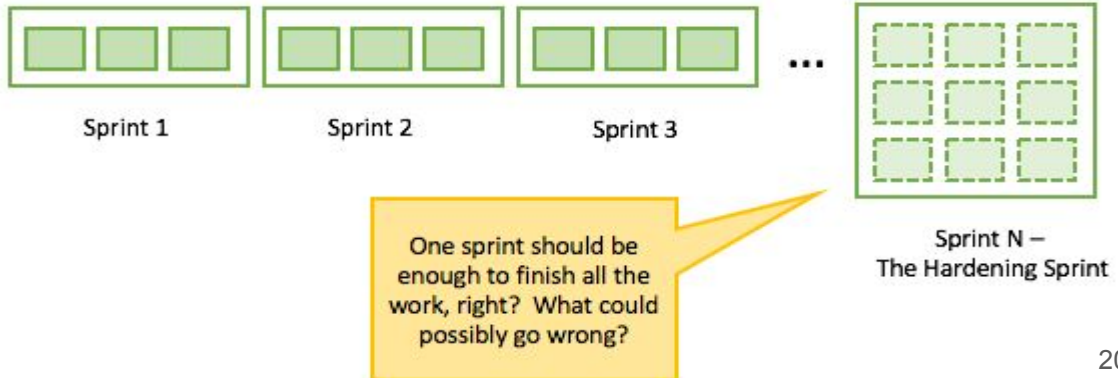 ...
Sprint 1
Sprint 2
Sprint 3
Sprint N –
The Hardening Sprint
One sprint should be
enough to finish all the
work, right? What could
possibly go wrong?
20